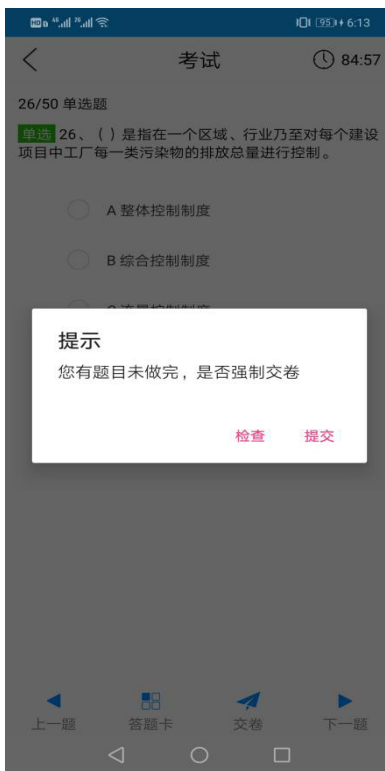 95 6:13
考试
84:57
26/50 单选题
单选 26、（ ）是指在一个区域、行业乃至对每个建设
项目中工厂每一类污染物的排放总量进行控制。
A 整体控制制度
B 综合控制制度
提示
您有题目未做完，是否强制交卷
检查 提交
上一题 答题卡 交卷 下一题